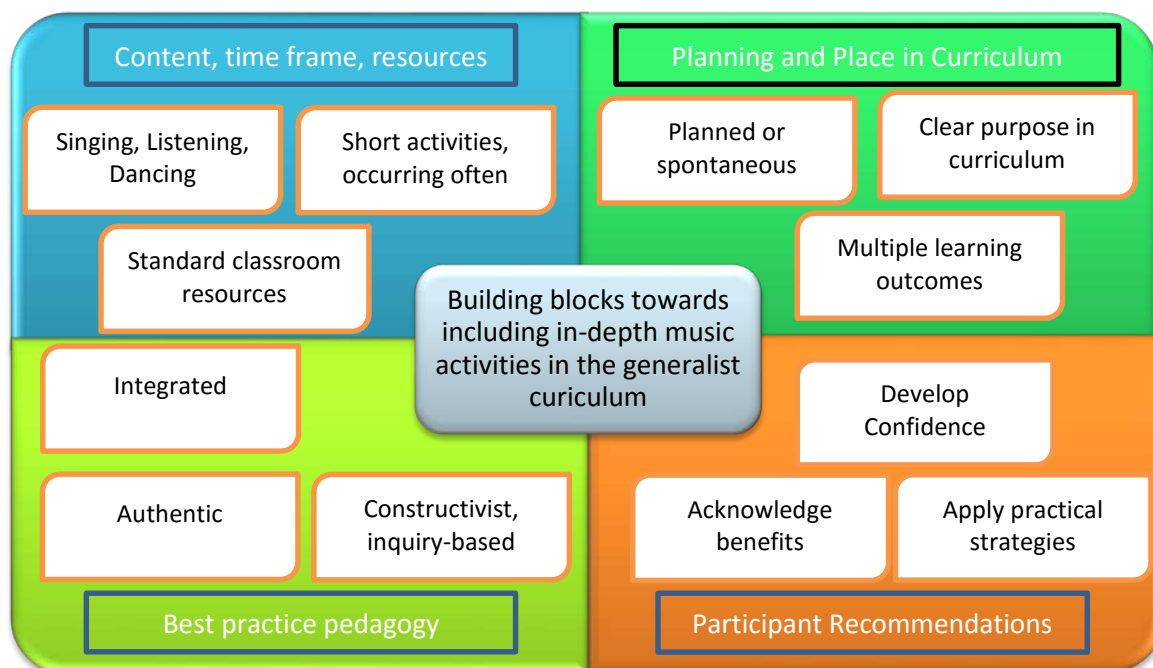 Content, time frame, resources
Singing, Listening,
Dancing
Short activities,
occurring often
Standard classroom
resources
Planning and Place in Curriculum
Planned or
spontaneous
Clear purpose in
curriculum
Multiple learning
outcomes
Building blocks towards
including in-depth music
activities in the generalist
curiculum
Integrated
Authentic
Constructivist,
inquiry-based
Best practice pedagogy
Develop
Confidence
Acknowledge
benefits
Apply practical
strategies
Participant Recommendations